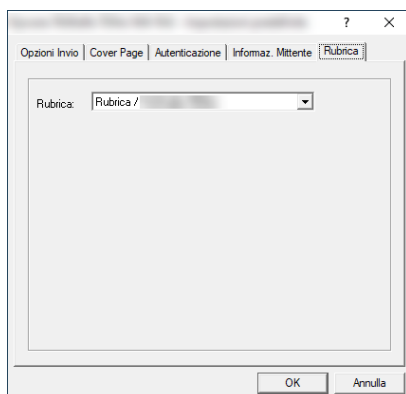 ? X
Opzioni Invio Cover Page Autenticazione Informaz. Mittente Rubrica
Rubrica: Rubrica /
OK Annulla